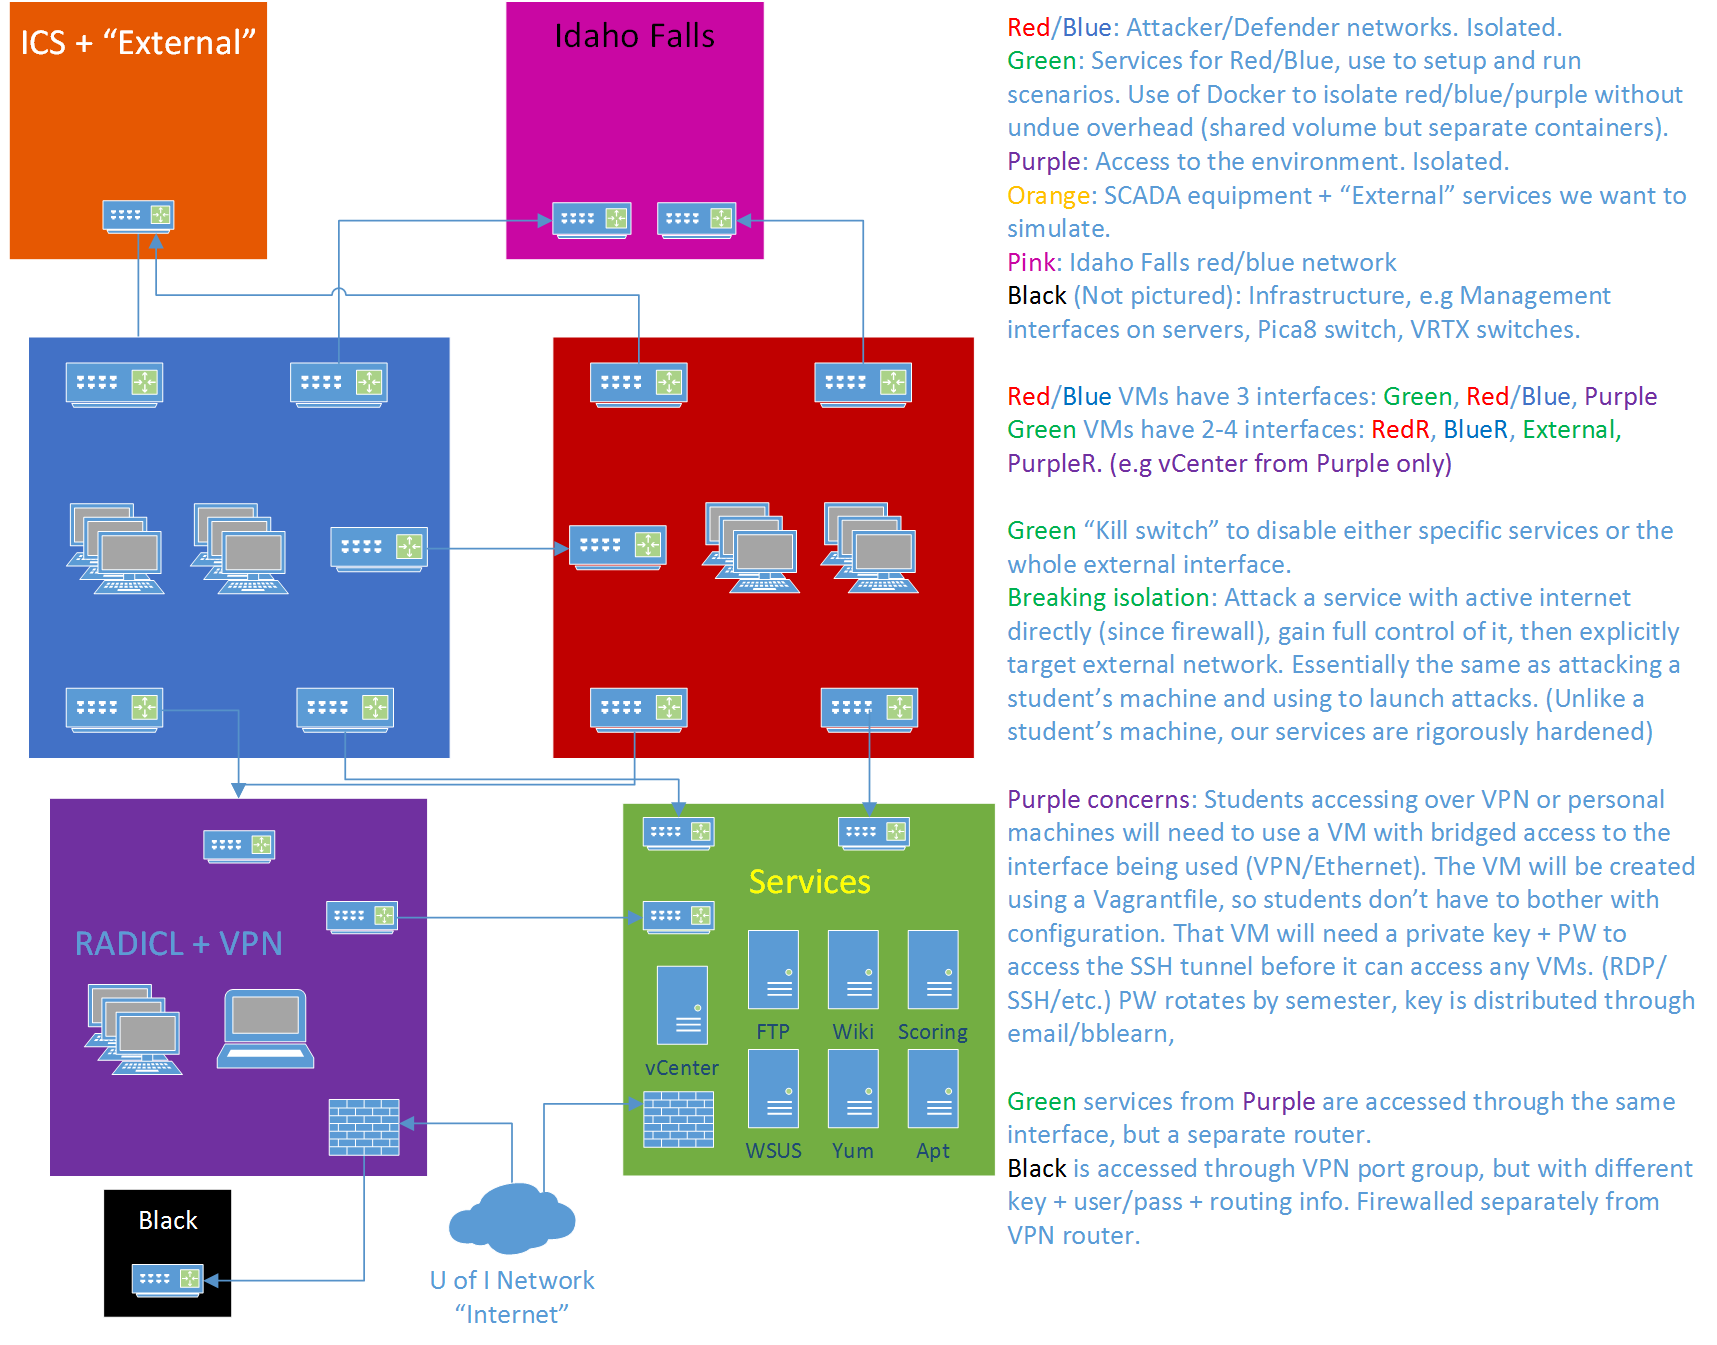 ICS + “External”
Idaho Falls
Red/Blue: Attacker/Defender networks. Isolated.
Green: Services for Red/Blue, use to setup and run
scenarios. Use of Docker to isolate red/blue/purple without
undue overhead (shared volume but separate containers).
Purple: Access to the environment. Isolated.
Orange: SCADA equipment + “External” services we want to
simulate.
Pink: Idaho Falls red/blue network
Black (Not pictured): Infrastructure, e.g Management
interfaces on servers, Pica8 switch, VRTX switches.
Red/Blue VMs have 3 interfaces: Green, Red/Blue, Purple
Green VMs have 2-4 interfaces: RedR, BlueR, External,
PurpleR. (e.g vCenter from Purple only)
Green “Kill switch” to disable either specific services or the
whole external interface.
Breaking isolation: Attack a service with active internet
directly (since firewall), gain full control of it, then explicitly
target external network. Essentially the same as attacking a
student’s machine and using to launch attacks. (Unlike a
student’s machine, our services are rigorously hardened)
Purple concerns: Students accessing over VPN or personal
machines will need to use a VM with bridged access to the
interface being used (VPN/Ethernet). The VM will be created
using a Vagrantfile, so students don’t have to bother with
configuration. That VM will need a private key + PW to
access the SSH tunnel before it can access any VMs. (RDP/
SSH/etc.) PW rotates by semester, key is distributed through
email/bblearn,
Green services from Purple are accessed through the same
interface, but a separate router.
Black is accessed through VPN port group, but with different
key + user/pass + routing info. Firewalled separately from
VPN router.
RADICL + VPN
Services
vCenter
FTP
Wiki
Scoring
WSUS
Yum
Apt
Black
U of I Network
“Internet”